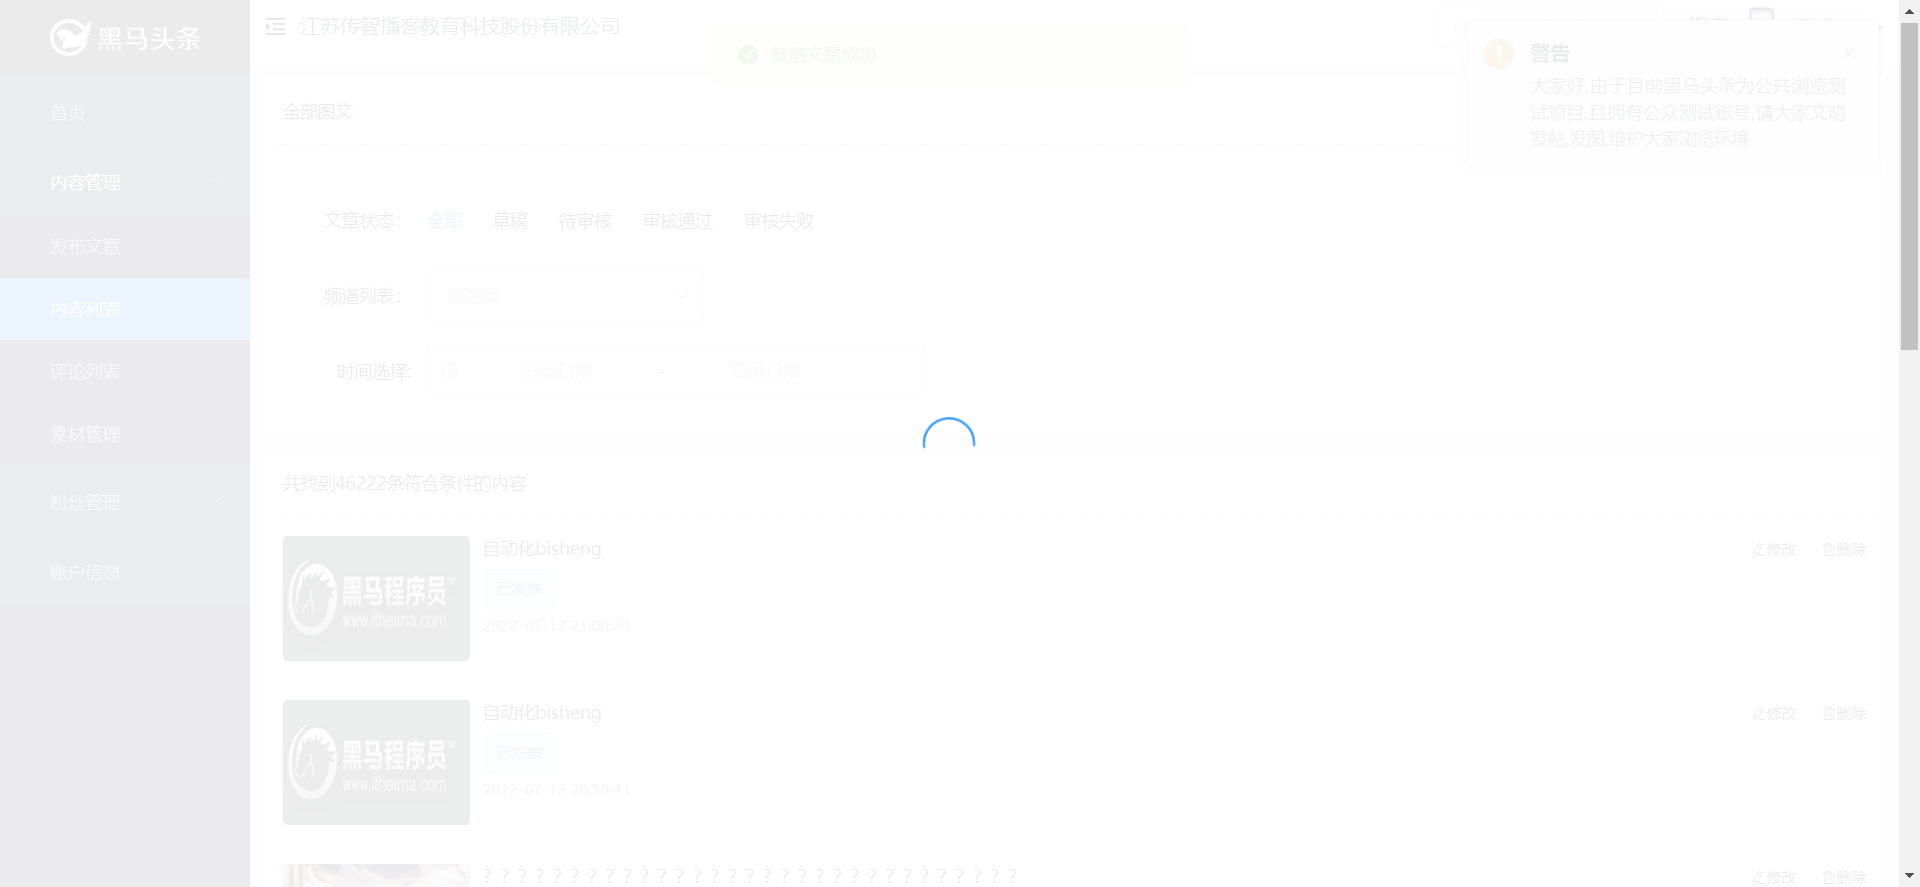 黑马头条
江苏传智播客教育科技股份有限公司
新增文章成功
警告
大家好,由于目前黑马头条为公共浏览测
试项目,且拥有公众测试账号,请大家文明
发帖,发图,维护大家浏览环境
首页
内容管理
发布文章
内容列表
评论列表
素材管理
粉丝管理
账户信息
全部图文
文章状态: 全部 草稿 待审核 审核通过 审核失败
频道列表: 请选择
时间选择: 开始日期 - 结束日期
共找到46222条符合条件的内容
黑马程序员™
www.itheima.com
自动化bisheng
已发表
2022-07-12 21:00:24
修改 删除
黑马程序员™
www.itheima.com
自动化bisheng
已发表
2022-07-12 20:59:41
修改 删除
? ? ? ? ? ? ? ? ? ? ? ? ? ? ? ? ? ? ? ? ? ? ? ? ? ? ? ? ? ? ?
修改 删除